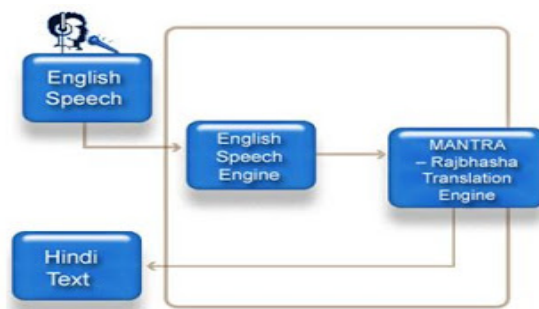 English
Speech
English
Speech
Engine
MANTRA
– Rajbhasha
Translation
Engine
Hindi
Text